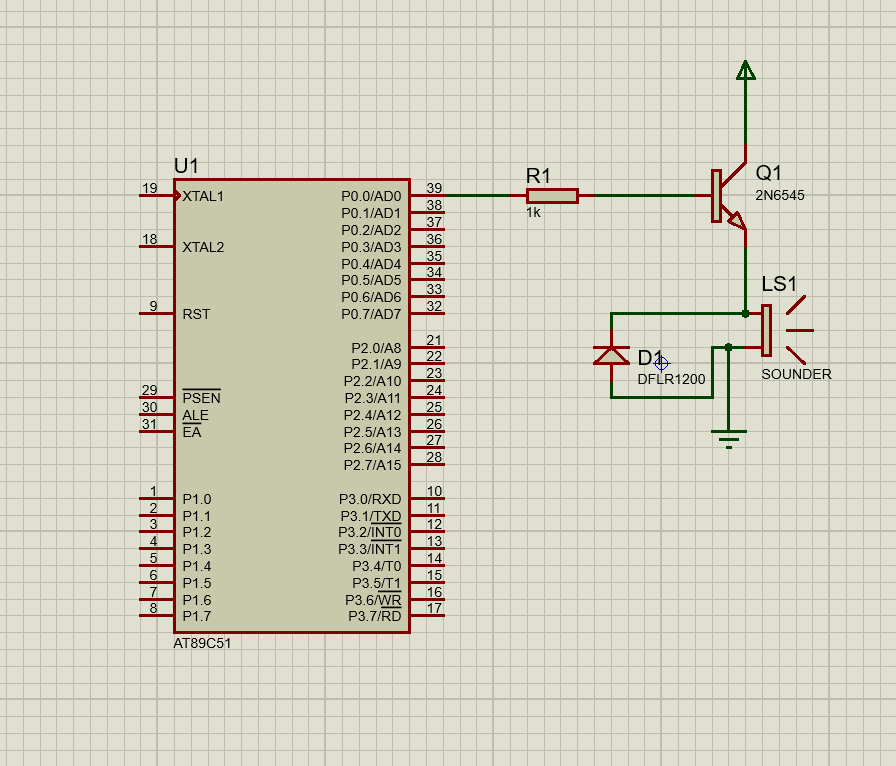 U1
19 XTAL1
18 XTAL2
9 RST
29 PSEN
30 ALE
31 EA
1 P1.0
2 P1.1
3 P1.2
4 P1.3
5 P1.4
6 P1.5
7 P1.6
8 P1.7
P0.0/AD0 39
P0.1/AD1 38
P0.2/AD2 37
P0.3/AD3 36
P0.4/AD4 35
P0.5/AD5 34
P0.6/AD6 33
P0.7/AD7 32
P2.0/A8 21
P2.1/A9 22
P2.2/A10 23
P2.3/A11 24
P2.4/A12 25
P2.5/A13 26
P2.6/A14 27
P2.7/A15 28
P3.0/RXD 10
P3.1/TXD 11
P3.2/INT0 12
P3.3/INT1 13
P3.4/T0 14
P3.5/T1 15
P3.6/WR 16
P3.7/RD 17
AT89C51
R1
1k
Q1
2N6545
LS1
SOUNDER
D1
DFLR1200